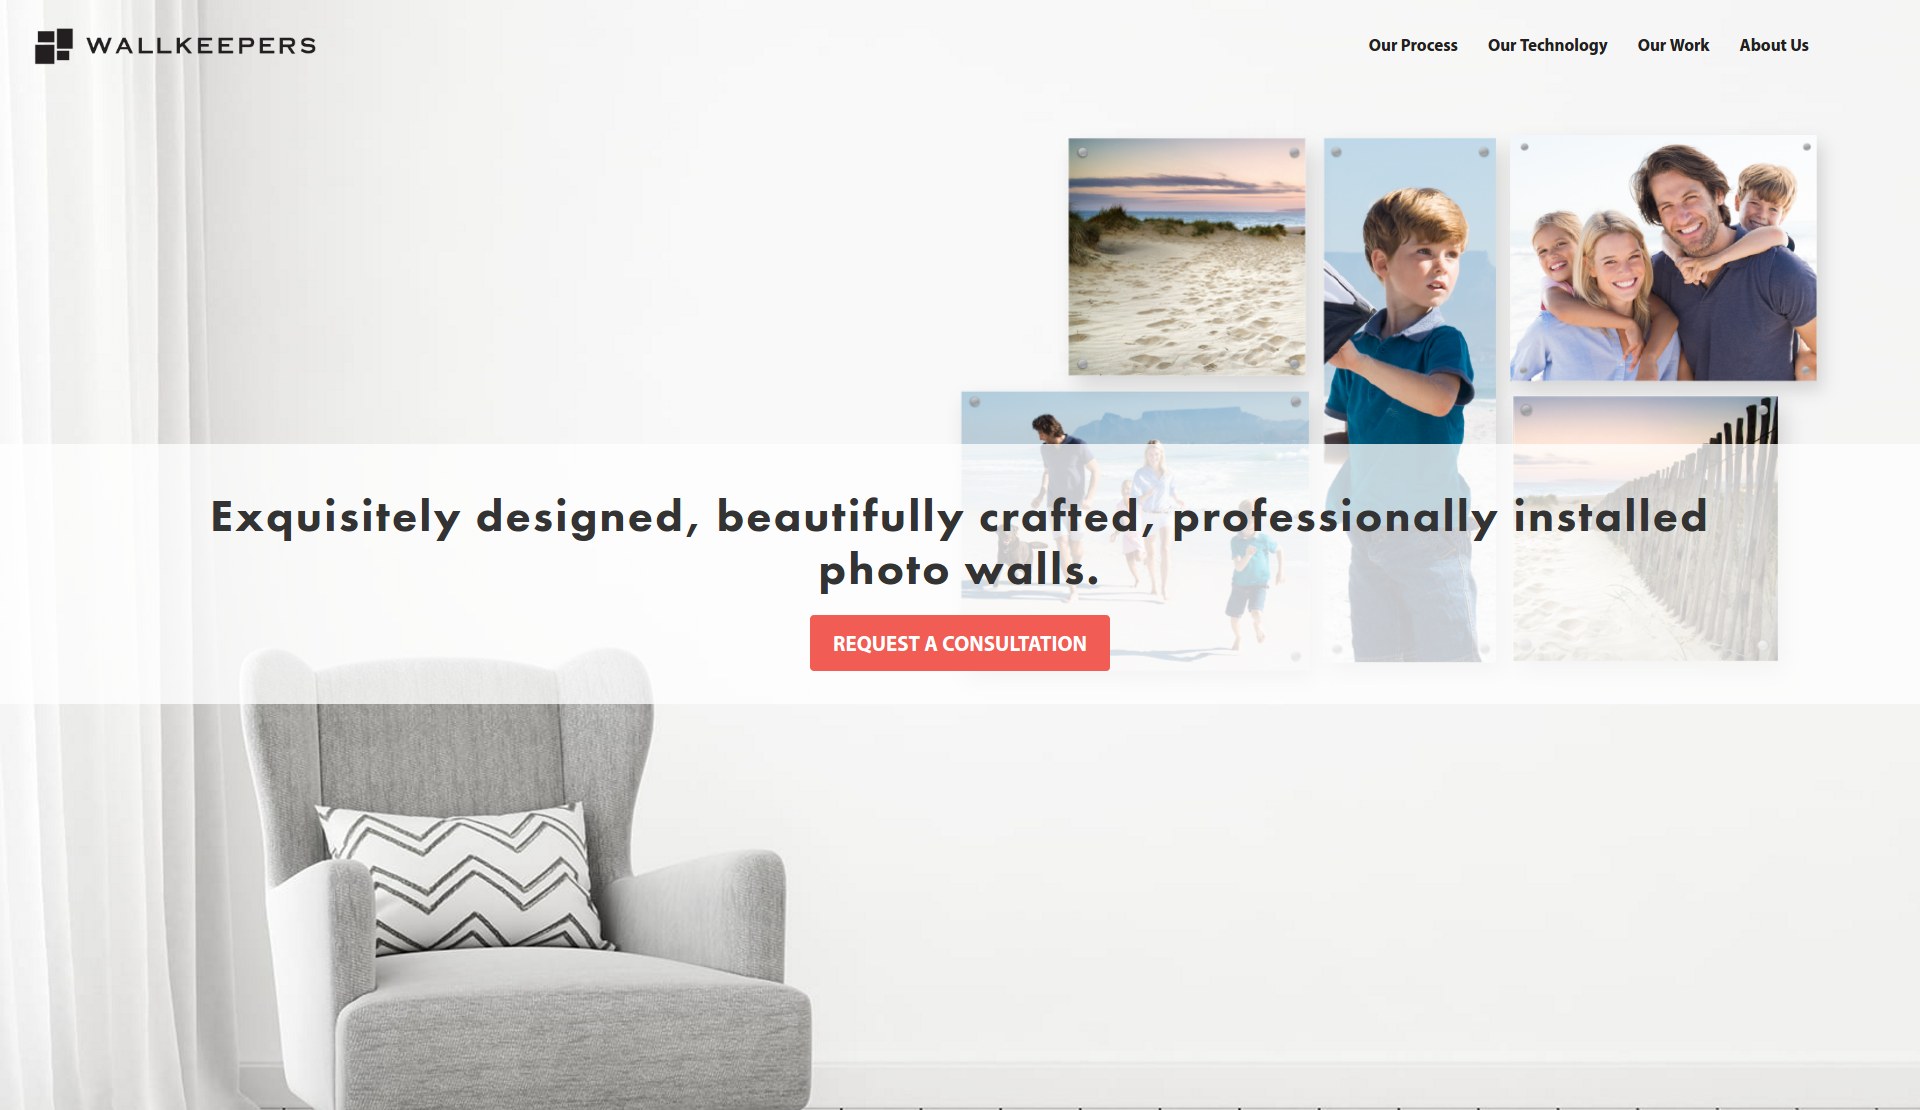 WALLKEEPERS
Our Process Our Technology Our Work About Us
Exquisitely designed, beautifully crafted, professionally installed
photo walls.
REQUEST A CONSULTATION